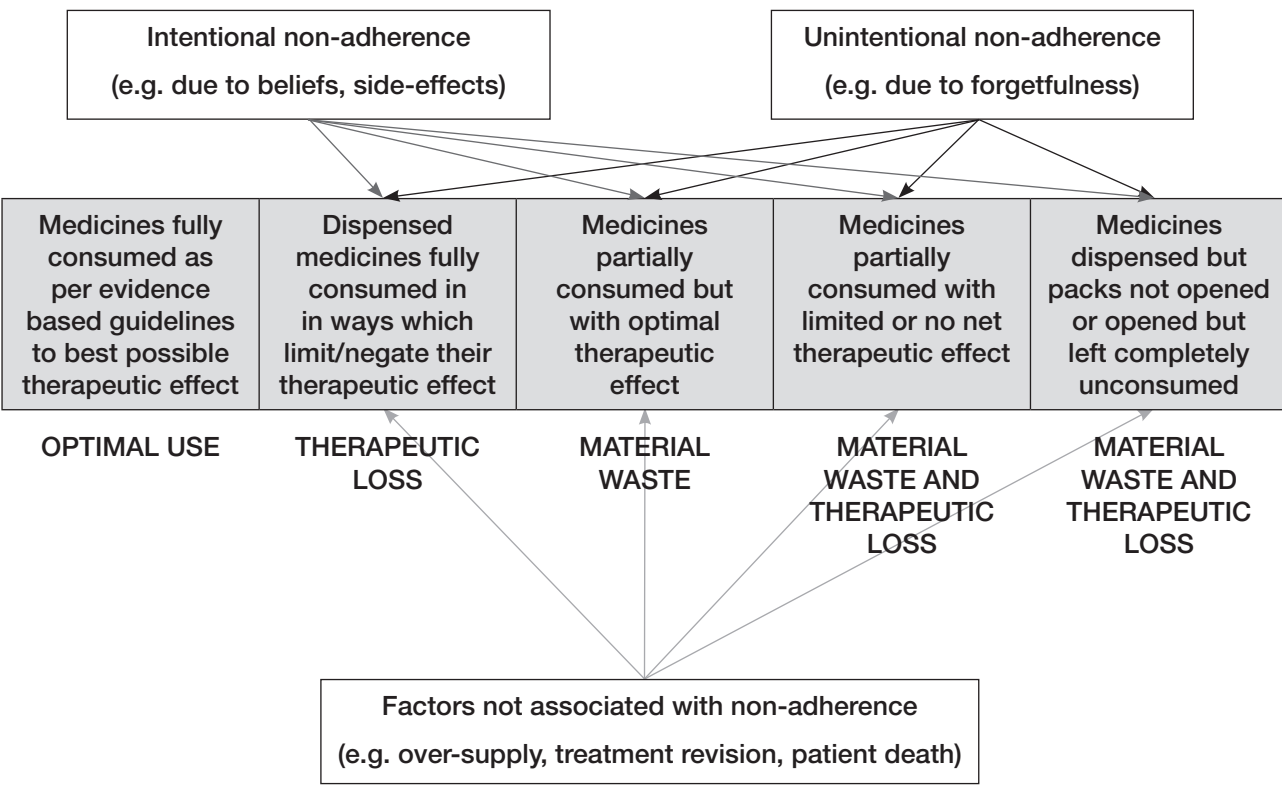 Intentional non-adherence
(e.g. due to beliefs, side-effects)
Unintentional non-adherence
(e.g. due to forgetfulness)
Medicines fully
consumed as
per evidence
based guidelines
to best possible
therapeutic effect
Dispensed
medicines fully
consumed in
in ways which
limit/negate their
therapeutic effect
Medicines
partially
consumed but
with optimal
therapeutic
effect
Medicines
partially
consumed with
limited or no net
therapeutic effect
Medicines
dispensed but
packs not opened
or opened but
left completely
unconsumed
OPTIMAL USE
THERAPEUTIC
LOSS
MATERIAL
WASTE
MATERIAL
WASTE AND
THERAPEUTIC
LOSS
MATERIAL
WASTE AND
THERAPEUTIC
LOSS
Factors not associated with non-adherence
(e.g. over-supply, treatment revision, patient death)